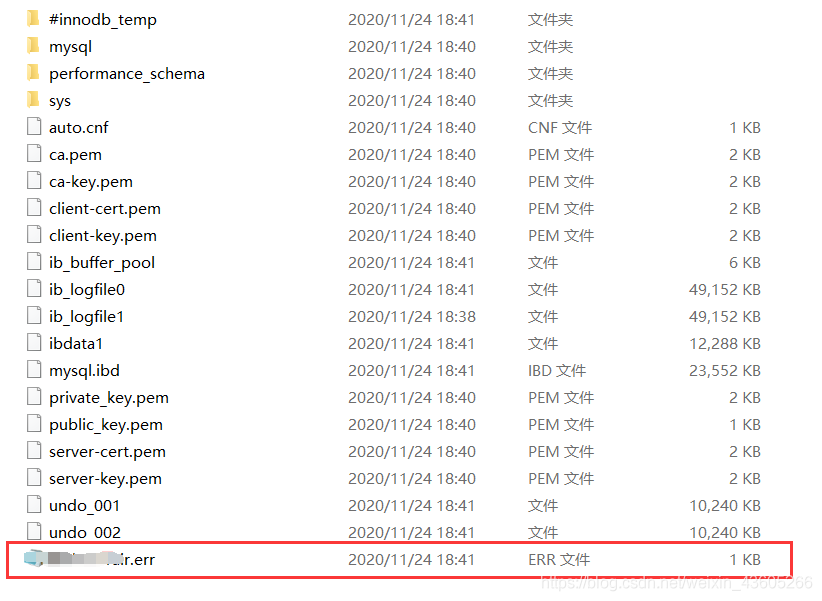 #innodb_temp 2020/11/24 18:41 文件夹
mysql 2020/11/24 18:40 文件夹
performance_schema 2020/11/24 18:40 文件夹
sys 2020/11/24 18:40 文件夹
auto.cnf 2020/11/24 18:40 CNF 文件 1 KB
ca.pem 2020/11/24 18:40 PEM 文件 2 KB
ca-key.pem 2020/11/24 18:40 PEM 文件 2 KB
client-cert.pem 2020/11/24 18:40 PEM 文件 2 KB
client-key.pem 2020/11/24 18:40 PEM 文件 2 KB
ib_buffer_pool 2020/11/24 18:41 文件 6 KB
ib_logfile0 2020/11/24 18:41 文件 49,152 KB
ib_logfile1 2020/11/24 18:38 文件 49,152 KB
ibdata1 2020/11/24 18:41 文件 12,288 KB
mysql.ibd 2020/11/24 18:41 IBD 文件 23,552 KB
private_key.pem 2020/11/24 18:40 PEM 文件 2 KB
public_key.pem 2020/11/24 18:40 PEM 文件 1 KB
server-cert.pem 2020/11/24 18:40 PEM 文件 2 KB
server-key.pem 2020/11/24 18:40 PEM 文件 2 KB
undo_001 2020/11/24 18:41 文件 10,240 KB
undo_002 2020/11/24 18:41 文件 10,240 KB
.err 2020/11/24 18:41 ERR 文件 1 KB
https://blog.csdn.net/weixin_43605266